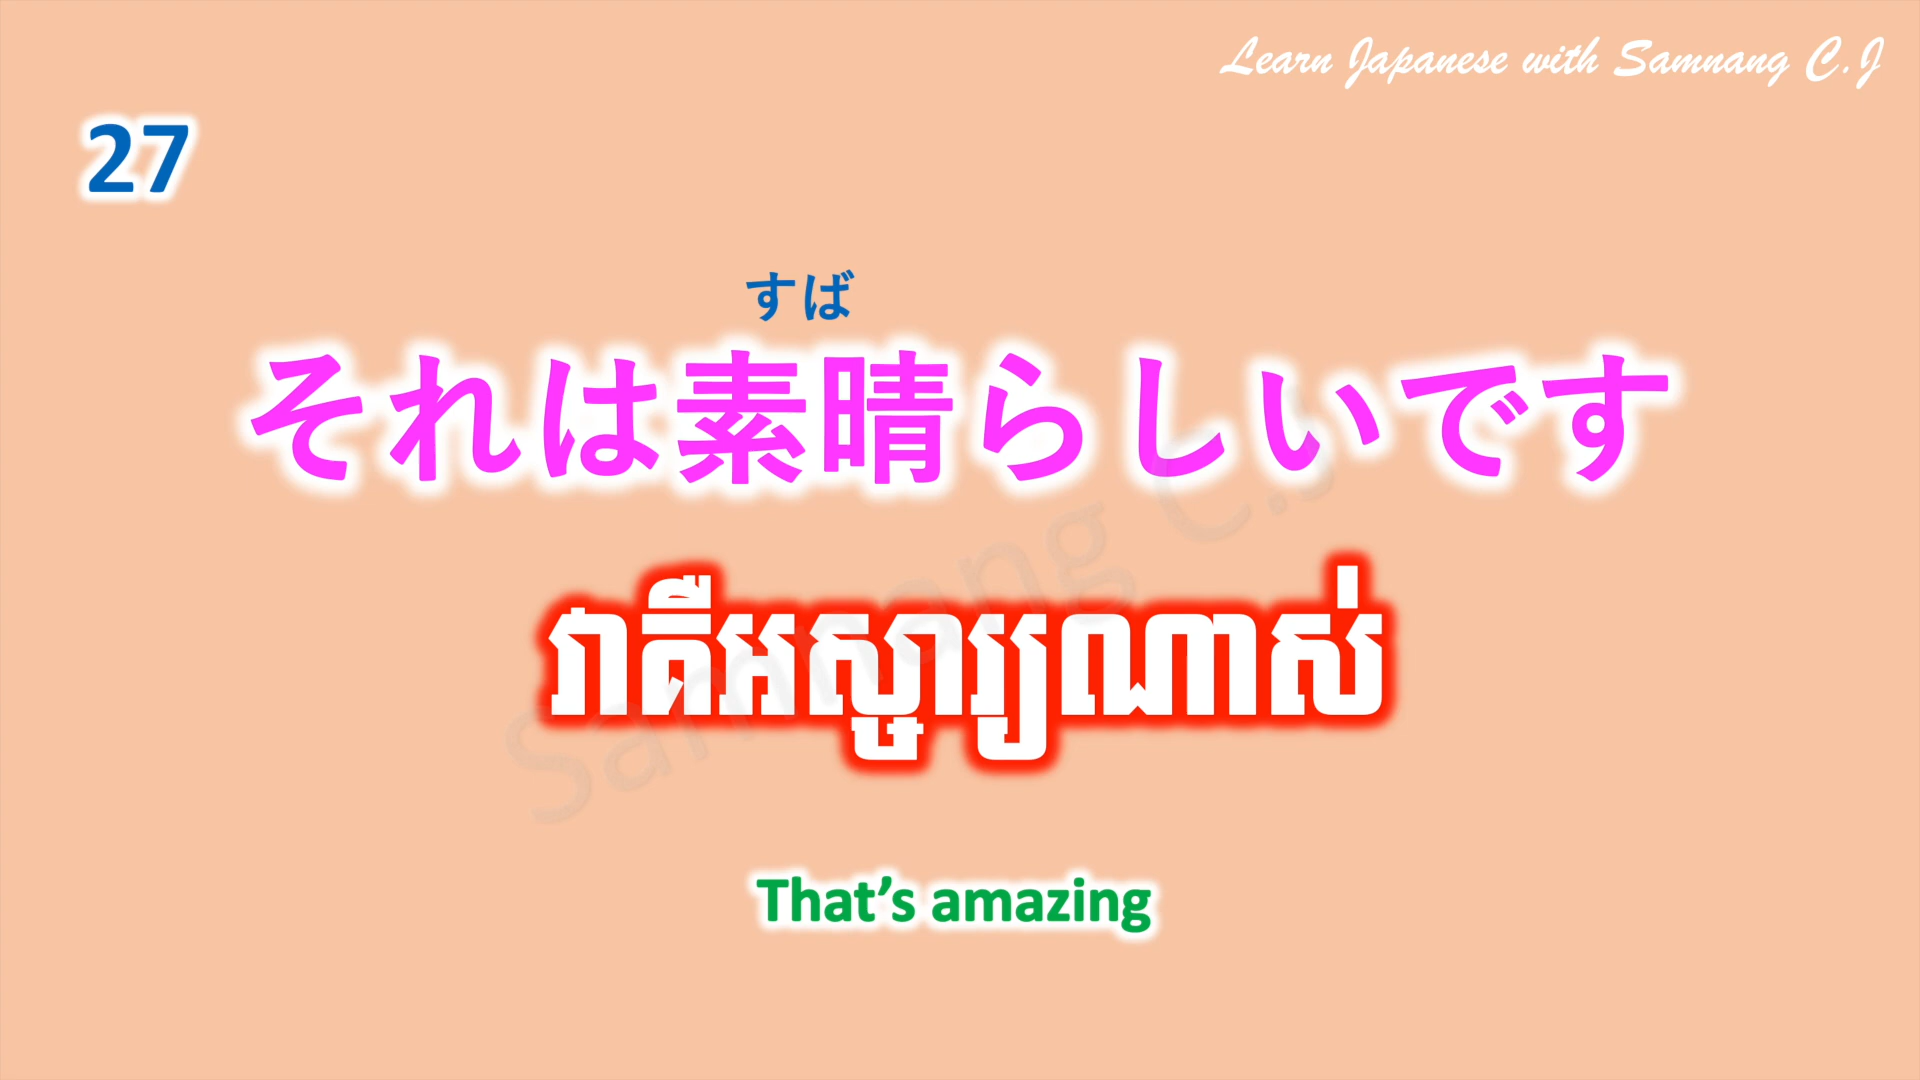 Learn Japanese with Samnang C.J
27
すば
それは素晴らしいです
វាគឺអស្ចារ្យណាស់
That’s amazing
Samnang C.J